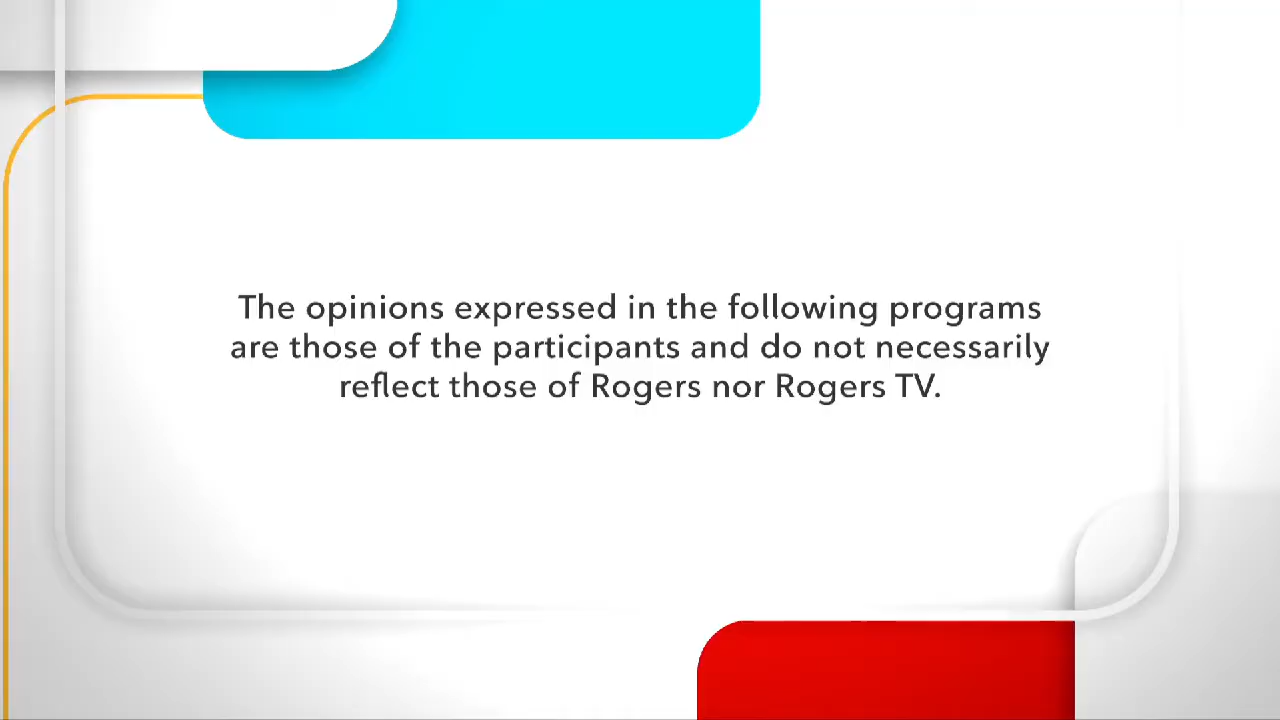 The opinions expressed in the following programs
are those of the participants and do not necessarily
reflect those of Rogers nor Rogers TV.